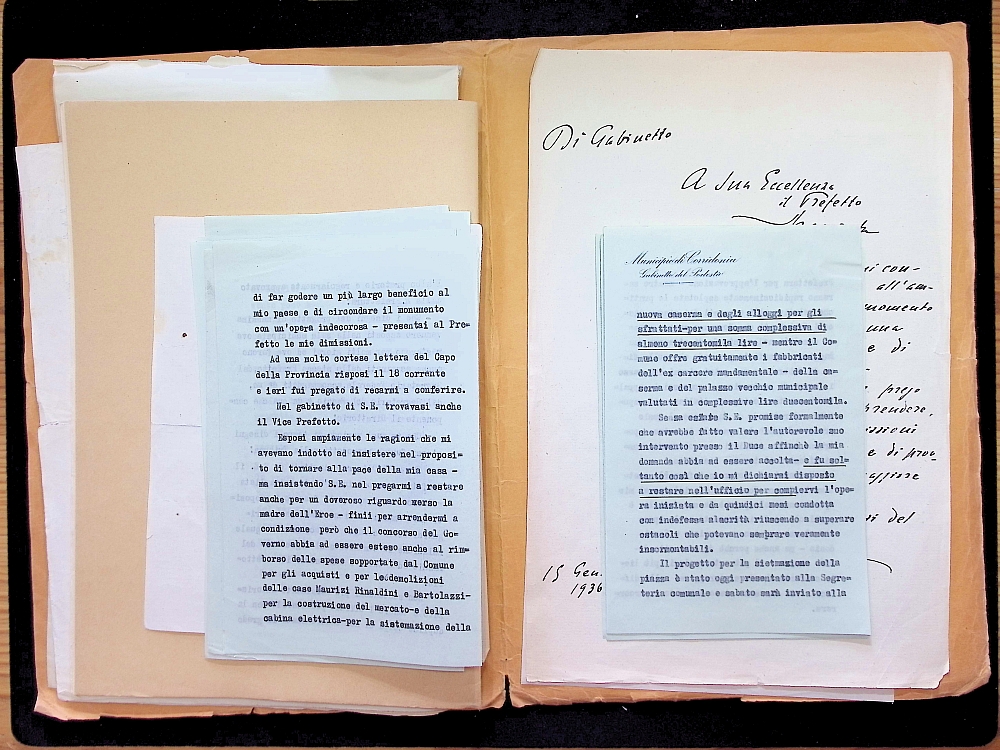 di far godere un più largo beneficio al
mio paese e di circondare il monumento
con un'opera indecorosa - presentai al Pre=
fetto le mie dimissioni.
Ad una molto cortese lettera del Capo
della Provincia risposi il 18 corrente
e ieri fui pregato di recarmi a conferire.
Nel gabinetto di S.E. trovavasi anche
il Vice Prefetto.
Esposi ampiamente le ragioni che mi
avevano indotto ad insistere nel proposi=
to di tornare alla pace della mia casa -
ma insistendo S.E. nel pregarmi a restare
anche per un doveroso riguardo verso la
madre dell'Eroe - finii per arrendermi a
condizione però che il concorso del Go=
verno abbia ad essere esteso anche al rim=
borso delle spese sopportate dal Comune
per gli acquisti e per le demolizioni
delle case Maurizi Rinaldini e Bartolazzi-
per la costruzione del mercato-e della
cabina elettrica-per la sistemazione della
Di Gabinetto
A Sua Eccellenza
il Prefetto
ni con-
all'am-
momento
e di
prego
rendere,
missioni
15 Gen.
1936
del
Municipio di Corridonia
Gabinetto del Podestà
nuova caserma e degli alloggi per gli
sfrattati-per una somma complessiva di
almeno trecentomila lire - mentre il Co=
mune offre gratuitamente i fabbricati
dell'ex carcere mandamentale - della ca=
serma e del palazzo vecchio municipale
valutati in complessive lire duecentomila.
Senza esitare S.E. promise formalmente
che avrebbe fatto valere l'autorevole suo
intervento presso il Duce affinchè la mia
domanda abbia ad essere accolta- e fu sol=
tanto così che io mi dichiarai disposto
a restare nell'ufficio per compiervi l'ope=
ra iniziata e da quindici mesi condotta
con indefessa alacrità riuscendo a superare
ostacoli che potevano sembrare veramente
insormontabili.
Il progetto per la sistemazione della
piazza è stato oggi presentato alla Segre=
teria comunale e sabato sarà inviato alla